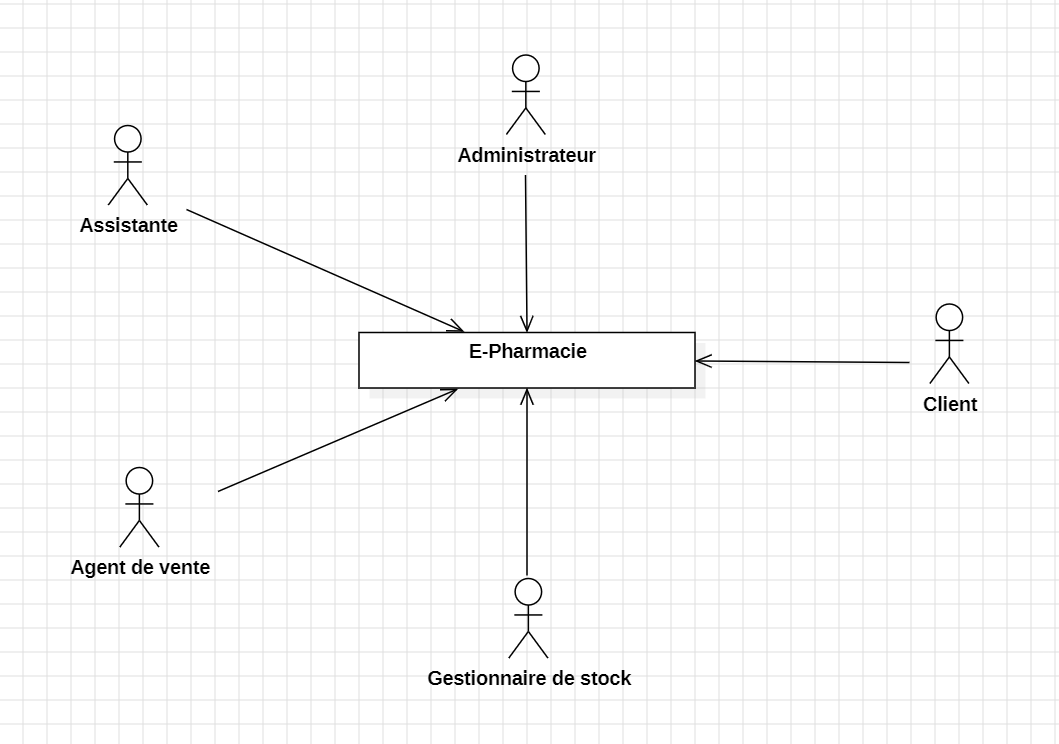 Administrateur
Assistante
E-Pharmacie
Client
Agent de vente
Gestionnaire de stock